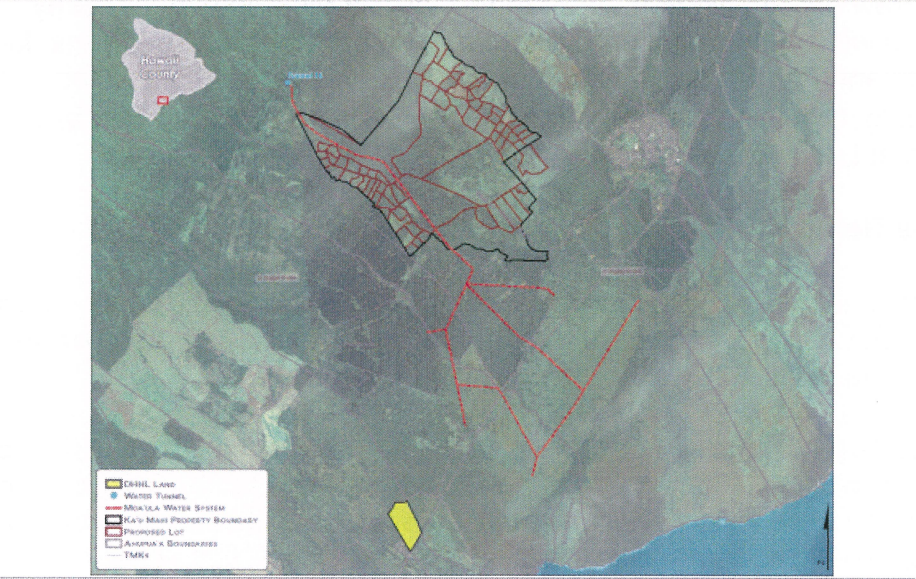 Hawaii
County
DHHL LAND
WATER TUNNEL
MOA'ULA WATER SYSTEM
KA'U MAHI PROPERTY BOUNDARY
PROPOSED LOT
AHUPUA'A BOUNDARIES
TMKS